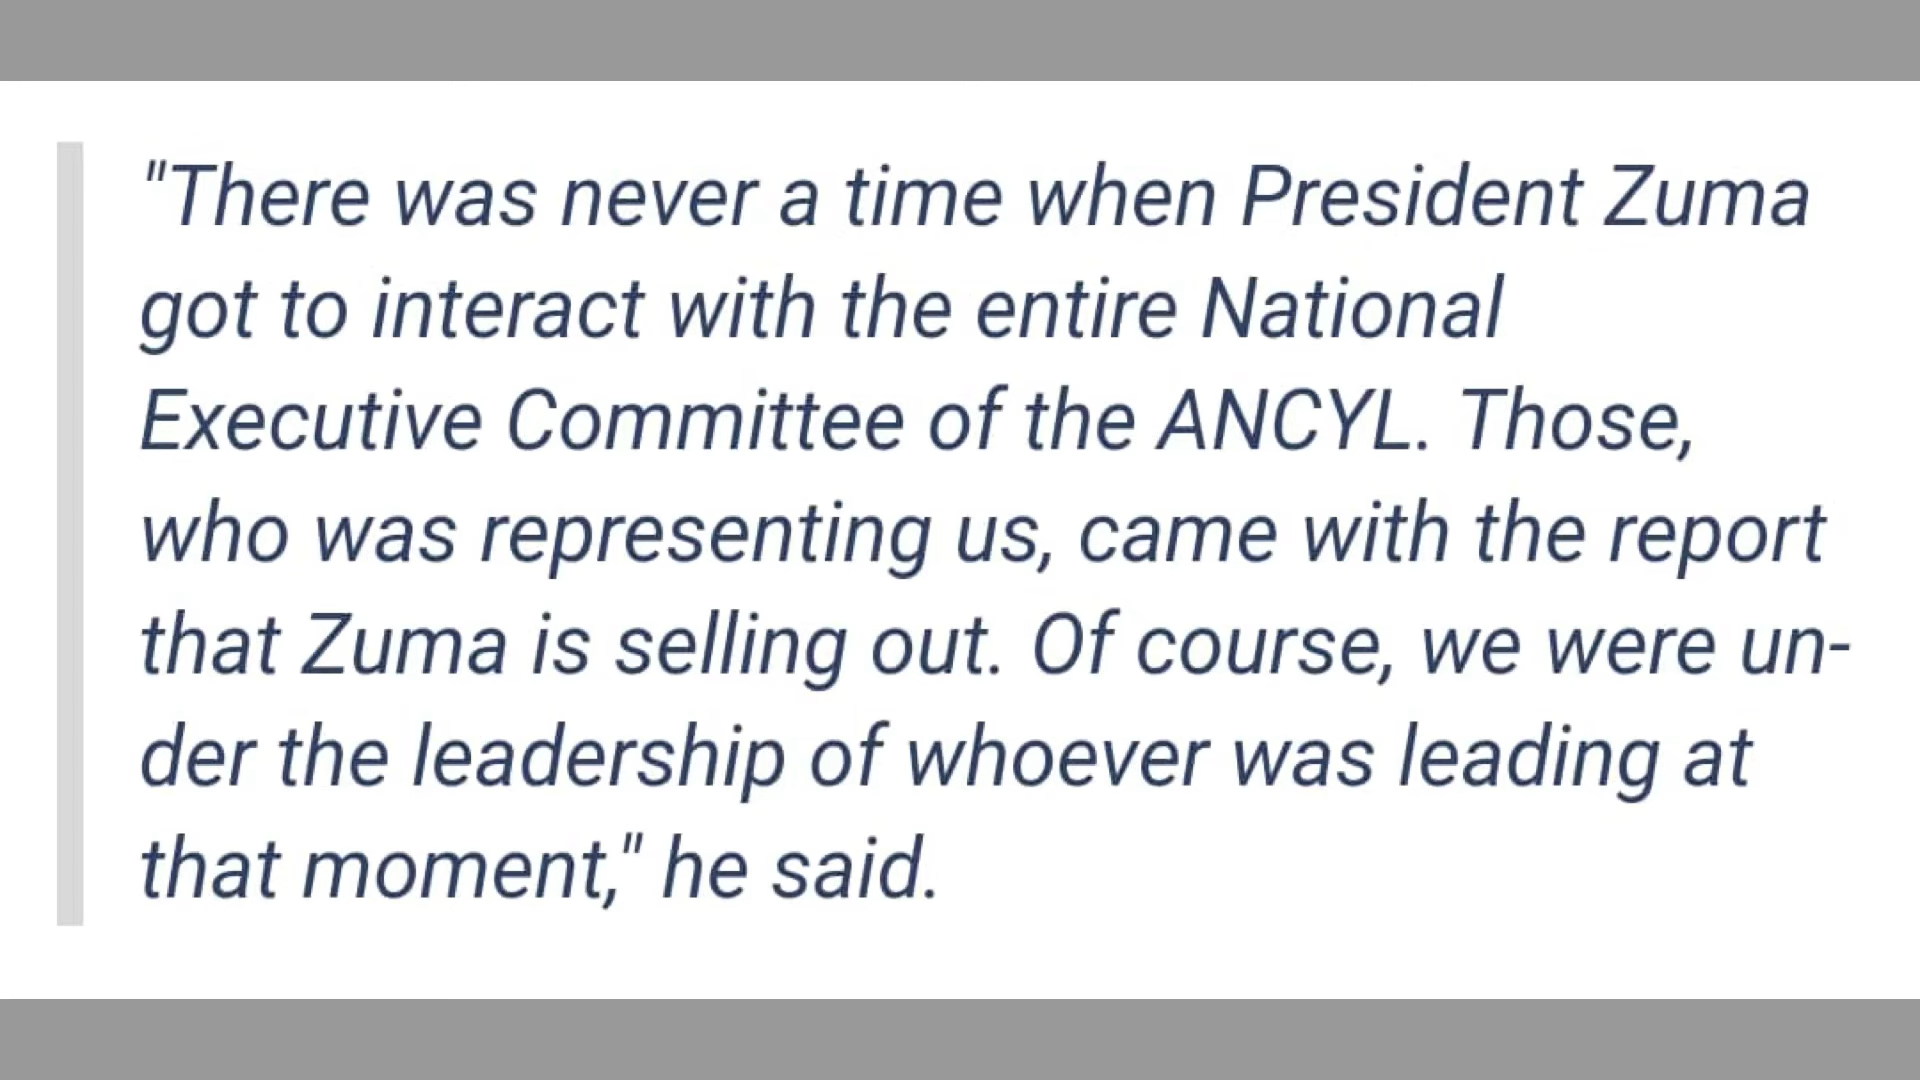 "There was never a time when President Zuma
got to interact with the entire National
Executive Committee of the ANCYL. Those,
who was representing us, came with the report
that Zuma is selling out. Of course, we were un-
der the leadership of whoever was leading at
that moment," he said.